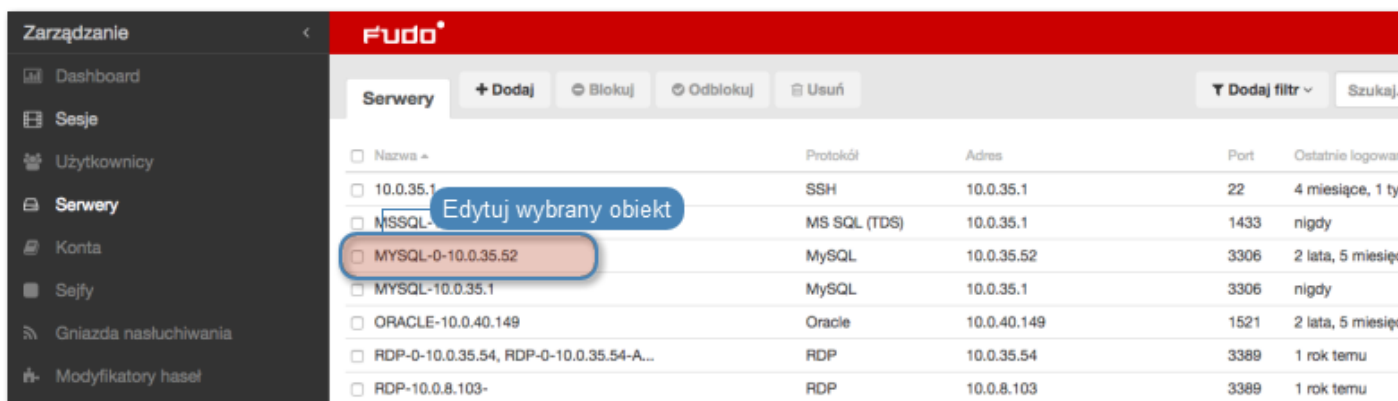 Zarządzanie
Fudo
Dashboard
Serwery + Dodaj Blokuj Odblokuj Usuń Dodaj filtr Szukaj.
Sesje
Użytkownicy
Nazwa Protokół Adres Port Ostatnie logowan
10.0.35.1 SSH 10.0.35.1 22 4 miesiące, 1 ty
Serwery
Edytuj wybrany obiekt
MSSQL- MS SQL (TDS) 10.0.35.1 1433 nigdy
Konta
MYSQL-0-10.0.35.52 MySQL 10.0.35.52 3306 2 lata, 5 miesięc
Sejfy
MYSQL-10.0.35.1 MySQL 10.0.35.1 3306 nigdy
Gniazda nasłuchiwania
ORACLE-10.0.40.149 Oracle 10.0.40.149 1521 2 lata, 5 miesięc
RDP-0-10.0.35.54, RDP-0-10.0.35.54-A... RDP 10.0.35.54 3389 1 rok temu
Modyfikatory haseł
RDP-10.0.8.103- RDP 10.0.8.103 3389 1 rok temu